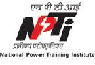 एन पी टी आई
NPTI
National Power Training Institute